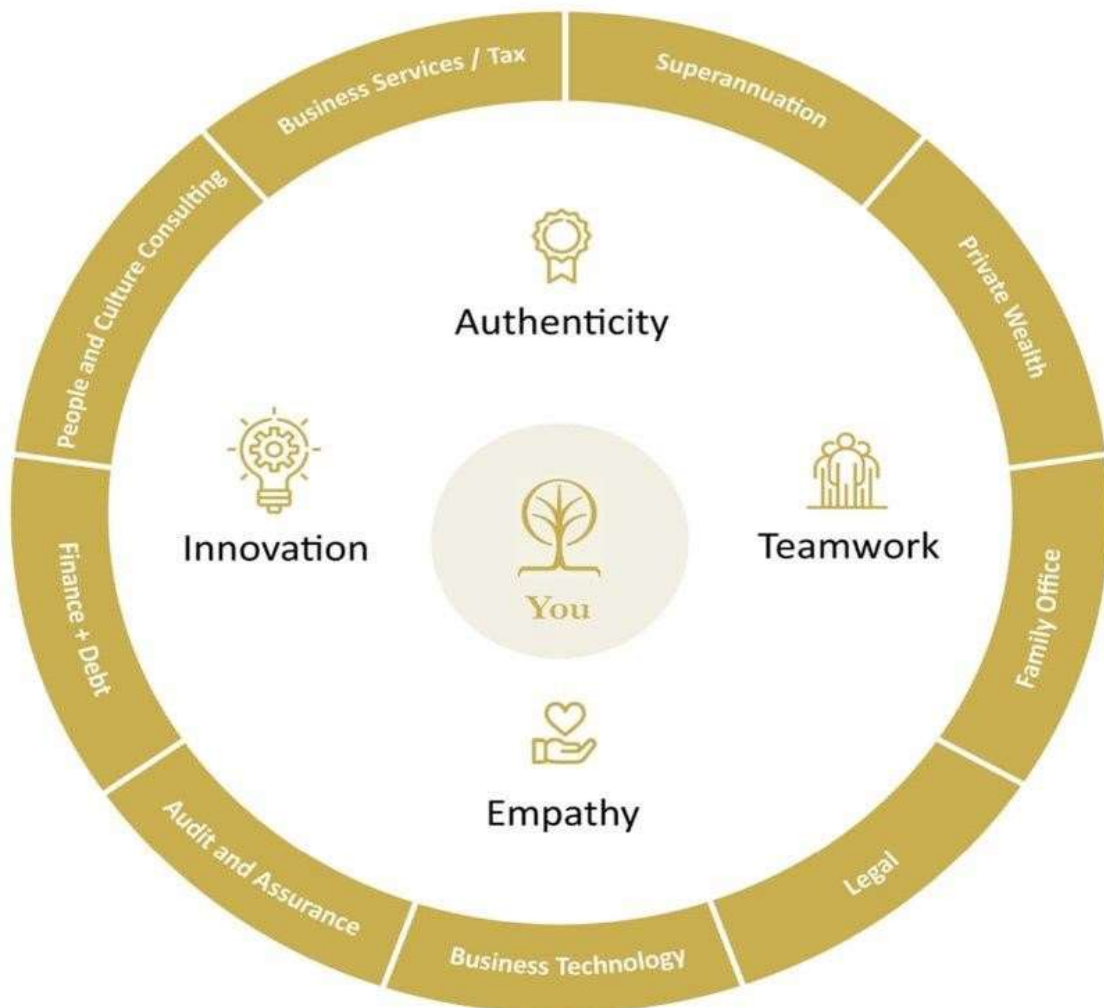 Business Services / Tax
Superannuation
Private Wealth
Family Office
Legal
Business Technology
Audit and Assurance
Finance + Debt
People and Culture Consulting
Authenticity
Innovation
Teamwork
You
Empathy